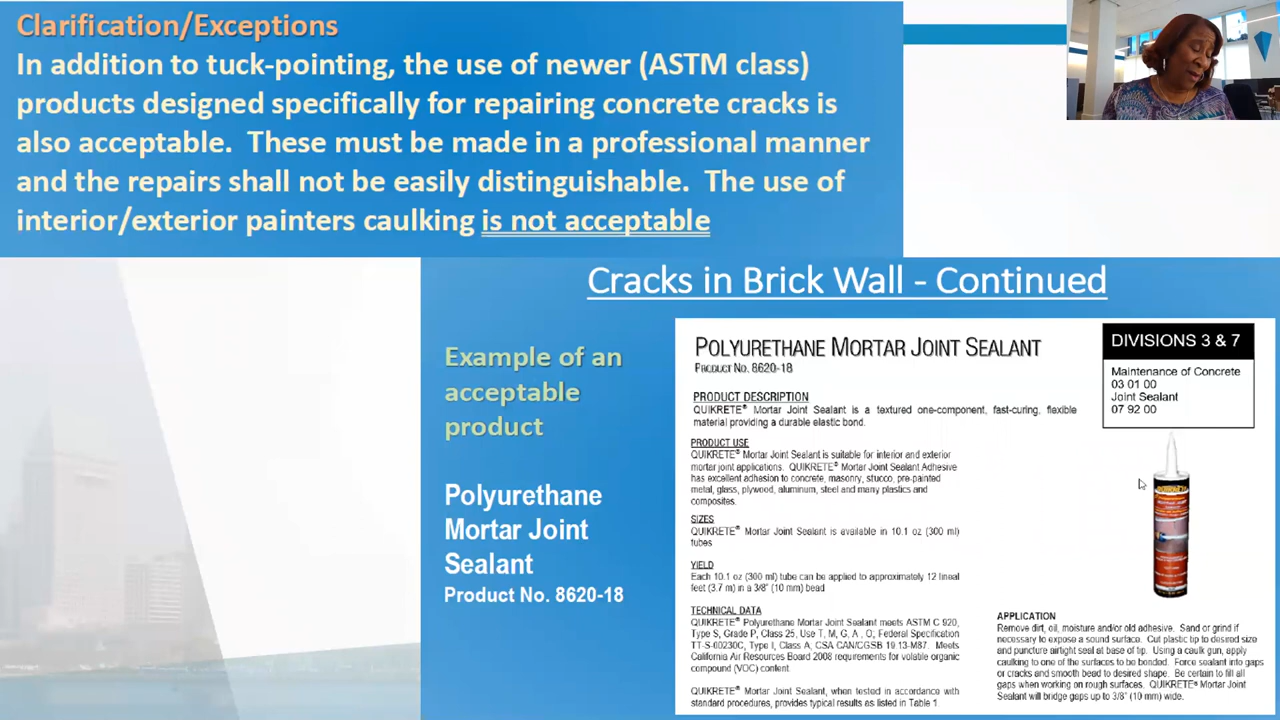 Clarification/Exceptions
In addition to tuck-pointing, the use of newer (ASTM class)
products designed specifically for repairing concrete cracks is
also acceptable.  These must be made in a professional manner
and the repairs shall not be easily distinguishable.  The use of
interior/exterior painters caulking is not acceptable
Cracks in Brick Wall - Continued
Example of an
acceptable
product
Polyurethane
Mortar Joint
Sealant
Product No. 8620-18
POLYURETHANE MORTAR JOINT SEALANT
PRODUCT NO. 8620-18
DIVISIONS 3 & 7
Maintenance of Concrete
03 01 00
Joint Sealant
07 92 00
PRODUCT DESCRIPTION
QUIKRETE® Mortar Joint Sealant is a textured one-component, fast-curing, flexible
material providing a durable elastic bond.
PRODUCT USE
QUIKRETE® Mortar Joint Sealant is suitable for interior and exterior
mortar joint applications. QUIKRETE® Mortar Joint Sealant Adhesive
has excellent adhesion to concrete, masonry, stucco, pre-painted
metal, glass, plywood, aluminum, steel and many plastics and
composites.
SIZES
QUIKRETE® Mortar Joint Sealant is available in 10.1 oz (300 ml)
tubes
YIELD
Each 10.1 oz (300 ml) tube can be applied to approximately 12 lineal
feet (3.7 m) in a 3/8" (10 mm) bead
TECHNICAL DATA
QUIKRETE® Polyurethane Mortar Joint Sealant meets ASTM C 920,
Type S, Grade P, Class 25, Use T, M, G, A , O, Federal Specification
TT-S-00230C, Type I, Class A, CSA CAN/CGSB 19.13-M87. Meets
California Air Resources Board 2008 requirements for volatile organic
compound (VOC) content.
QUIKRETE® Mortar Joint Sealant, when tested in accordance with
standard procedures, provides typical results as listed in Table 1.
QUIKRETE
APPLICATION
Remove dirt, oil, moisture and/or old adhesive. Sand or grind if
necessary to expose a sound surface. Cut plastic tip to desired size
and puncture airtight seal at base of tip. Using a caulk gun, apply
caulking to one of the surfaces to be bonded. Force sealant into gaps
or cracks and smooth bead to desired shape. Be certain to fill all
gaps when working on rough surfaces. QUIKRETE® Mortar Joint
Sealant will bridge gaps up to 3/8" (10 mm) wide.